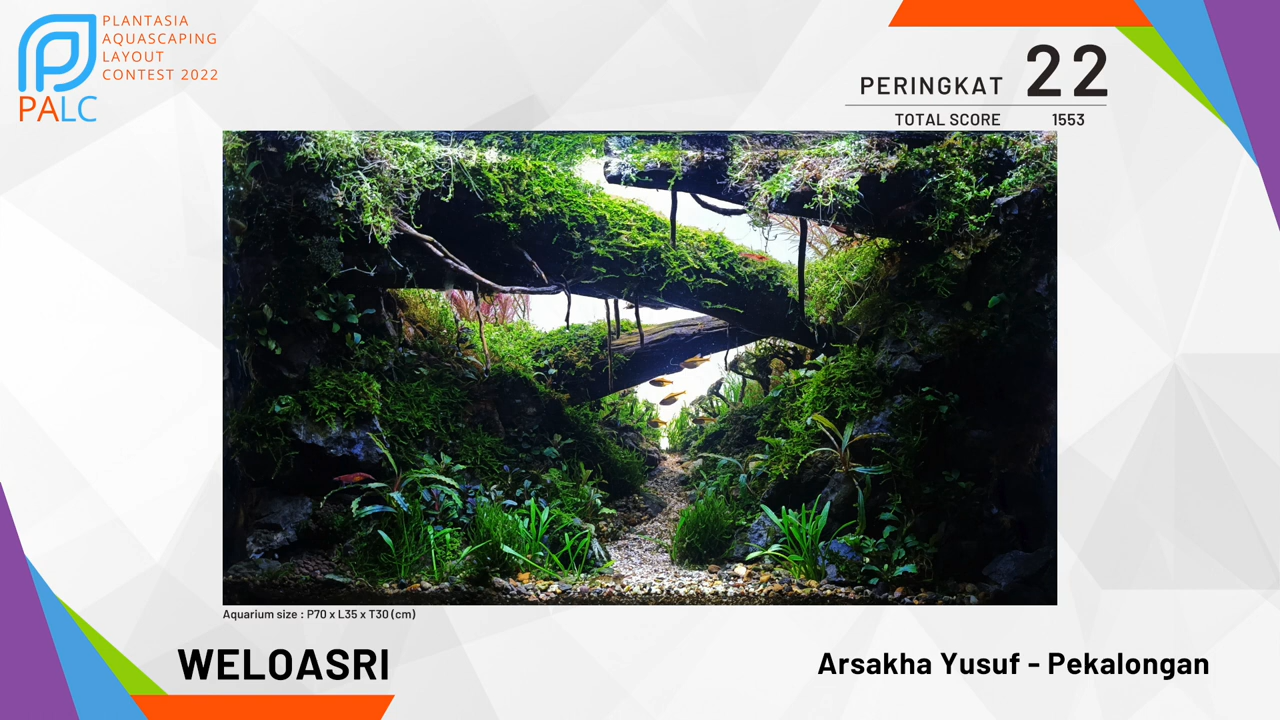 PLANTASIA
AQUASCAPING
LAYOUT
CONTEST 2022
PALC
PERINGKAT 22
TOTAL SCORE 1553
Aquarium size : P70 x L35 x T30 (cm)
WELOASRI
Arsakha Yusuf - Pekalongan